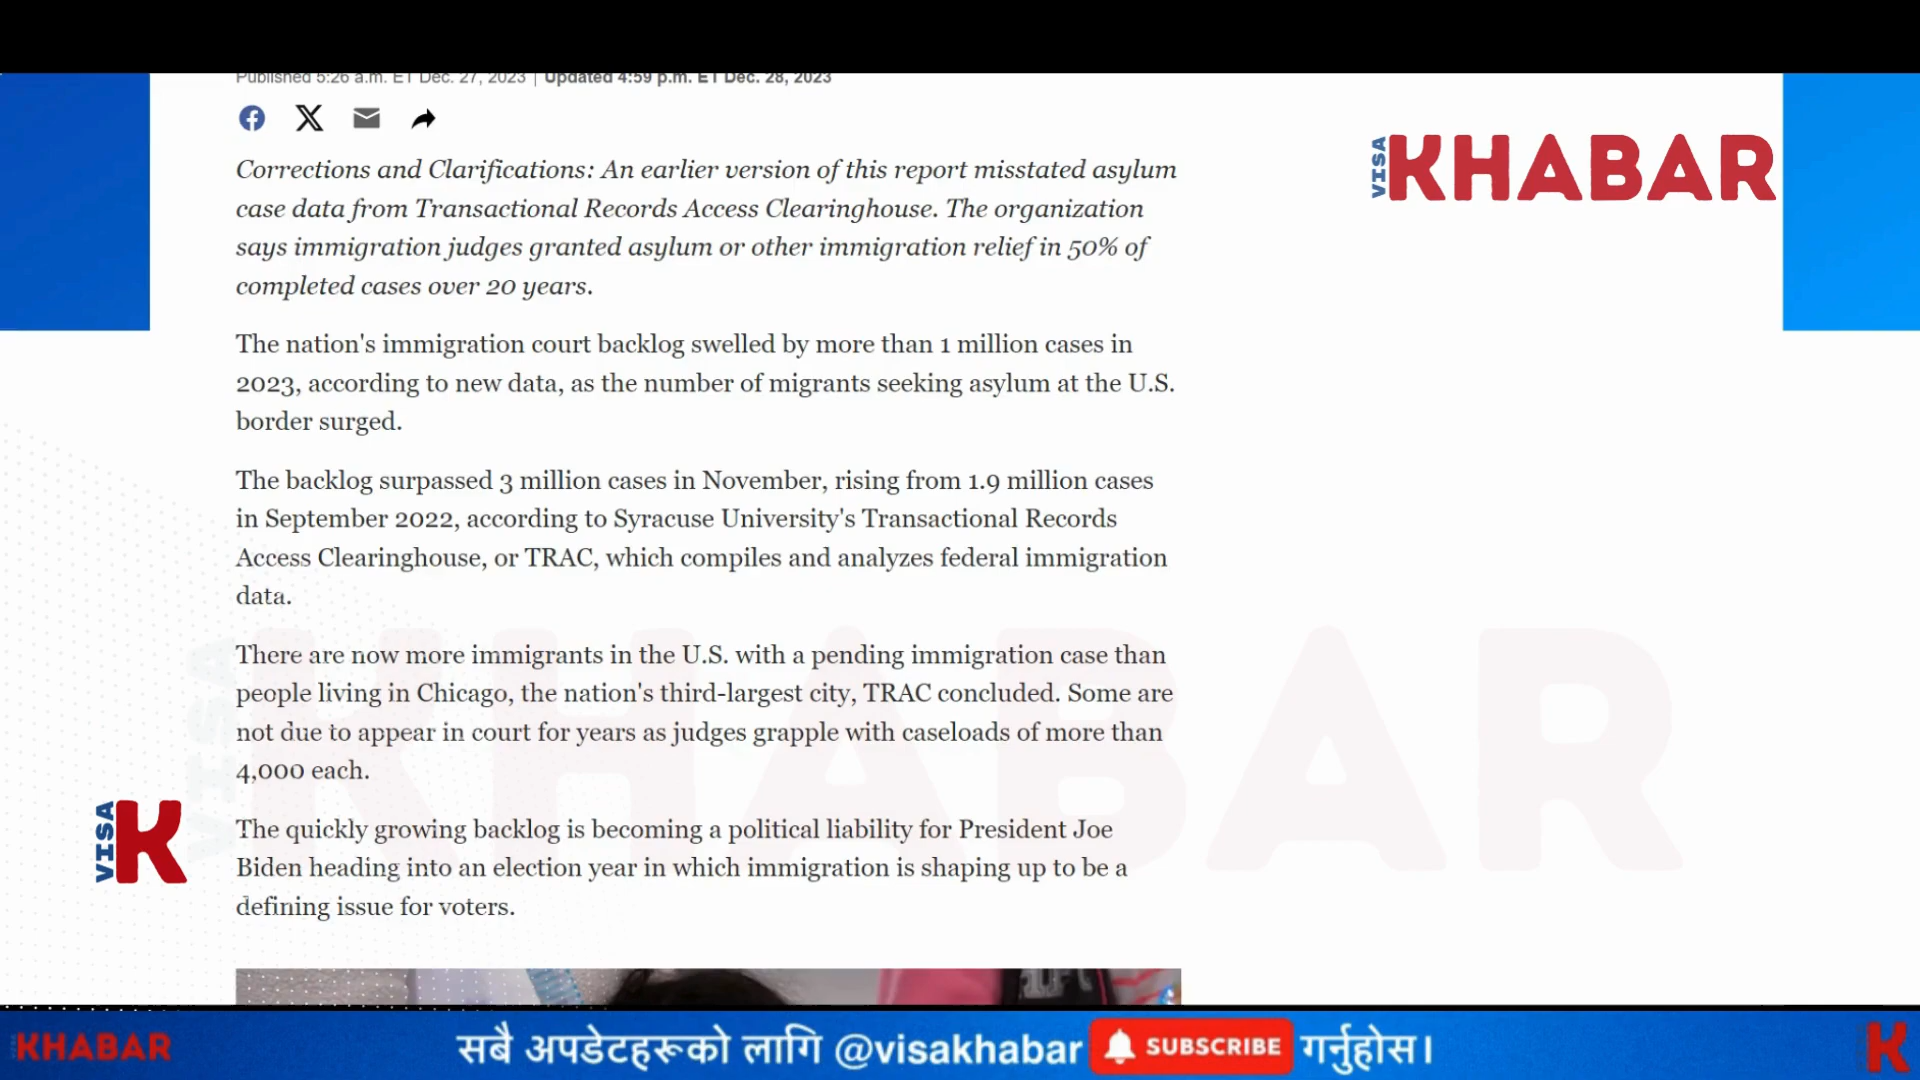 Published 5:26 a.m. ET Dec. 27, 2023 | Updated 4:59 p.m. ET Dec. 28, 2023
VISA KHABAR
Corrections and Clarifications: An earlier version of this report misstated asylum
case data from Transactional Records Access Clearinghouse. The organization
says immigration judges granted asylum or other immigration relief in 50% of
completed cases over 20 years.
The nation's immigration court backlog swelled by more than 1 million cases in
2023, according to new data, as the number of migrants seeking asylum at the U.S.
border surged.
The backlog surpassed 3 million cases in November, rising from 1.9 million cases
in September 2022, according to Syracuse University's Transactional Records
Access Clearinghouse, or TRAC, which compiles and analyzes federal immigration
data.
There are now more immigrants in the U.S. with a pending immigration case than
people living in Chicago, the nation's third-largest city, TRAC concluded. Some are
not due to appear in court for years as judges grapple with caseloads of more than
4,000 each.
VISA KHABAR
VISA K
The quickly growing backlog is becoming a political liability for President Joe
Biden heading into an election year in which immigration is shaping up to be a
defining issue for voters.
KHABAR
सबै अपडेटहरूको लागि @visakhabar SUBSCRIBE गर्नुहोस।
K